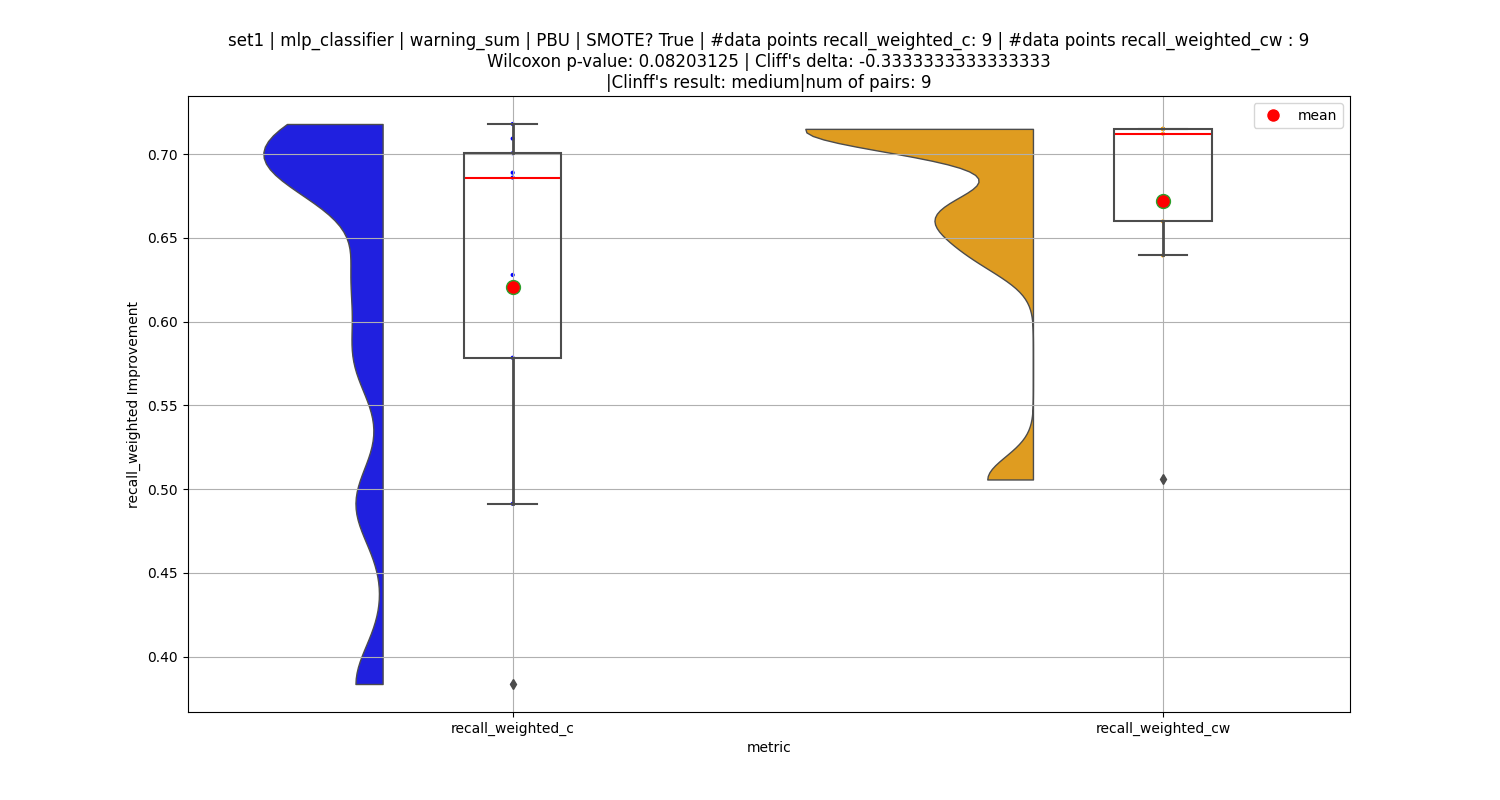 set1 | mlp_classifier | warning_sum | PBU | SMOTE? True | #data points recall_weighted_c: 9 | #data points recall_weighted_cw : 9
Wilcoxon p-value: 0.08203125 | Cliff's delta: -0.3333333333333333
|Clinff's result: medium|num of pairs: 9
mean
0.70
0.65
0.60
0.55
0.50
0.45
0.40
recall_weighted Improvement
recall_weighted_c
recall_weighted_cw
metric